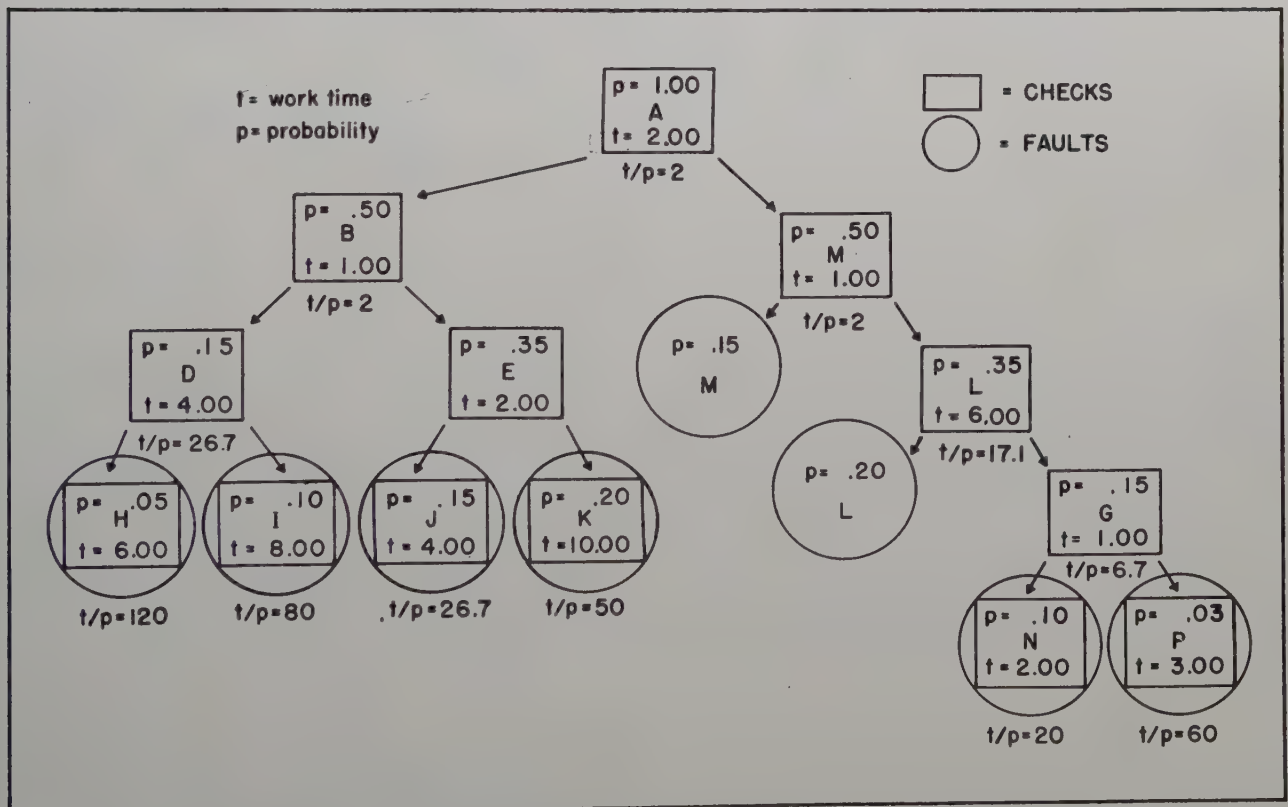 t = work time
p = probability
p = 1.00
A
t = 2.00
t/p = 2
= CHECKS
= FAULTS
p = .50
B
t = 1.00
t/p = 2
p = .50
M
t = 1.00
t/p = 2
p = .15
D
t = 4.00
t/p = 26.7
p = .35
E
t = 2.00
p = .15
M
p = .35
L
t = 6.00
t/p = 17.1
p = .05
H
t = 6.00
t/p = 120
p = .10
I
t = 8.00
t/p = 80
p = .15
J
t = 4.00
t/p = 26.7
p = .20
K
t = 10.00
t/p = 50
p = .20
L
p = .15
G
t = 1.00
t/p = 6.7
p = .10
N
t = 2.00
t/p = 20
p = .03
P
t = 3.00
t/p = 60